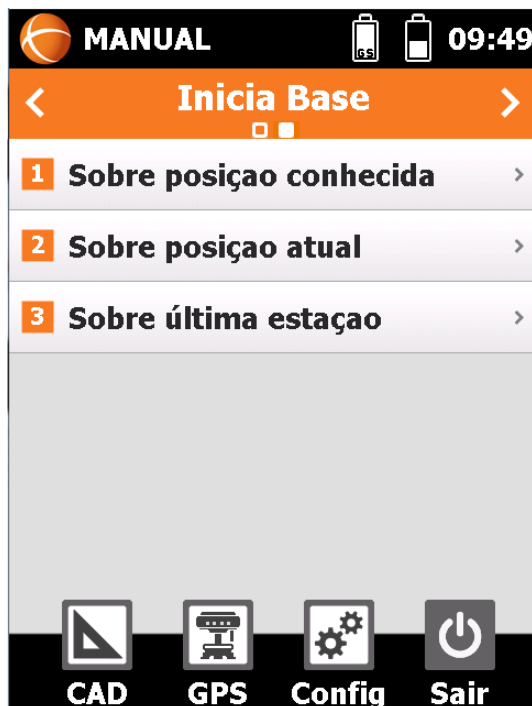 MANUAL
GS
09:49
Inicia Base
1 Sobre posiçao conhecida
2 Sobre posiçao atual
3 Sobre última estaçao
CAD GPS Config Sair